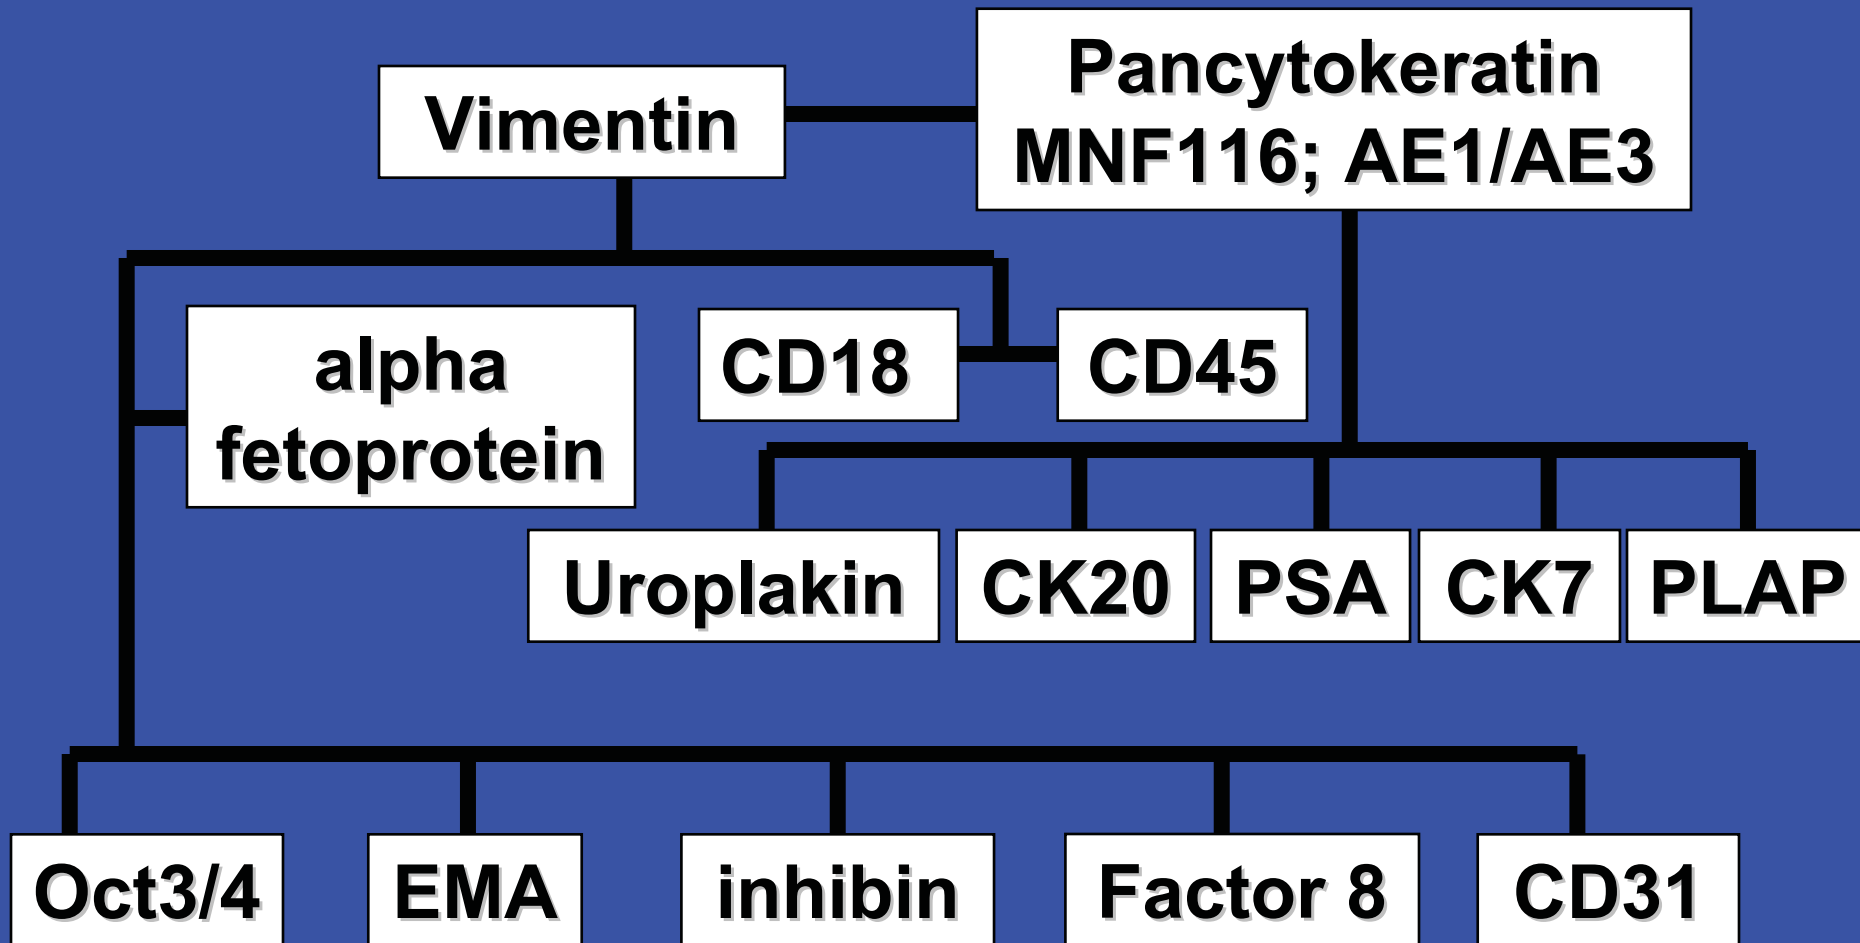 Vimentin
Pancytokeratin
MNF116; AE1/AE3
alpha
fetoprotein
CD18
CD45
Uroplakin
CK20
PSA
CK7
PLAP
Oct3/4
EMA
inhibin
Factor 8
CD31